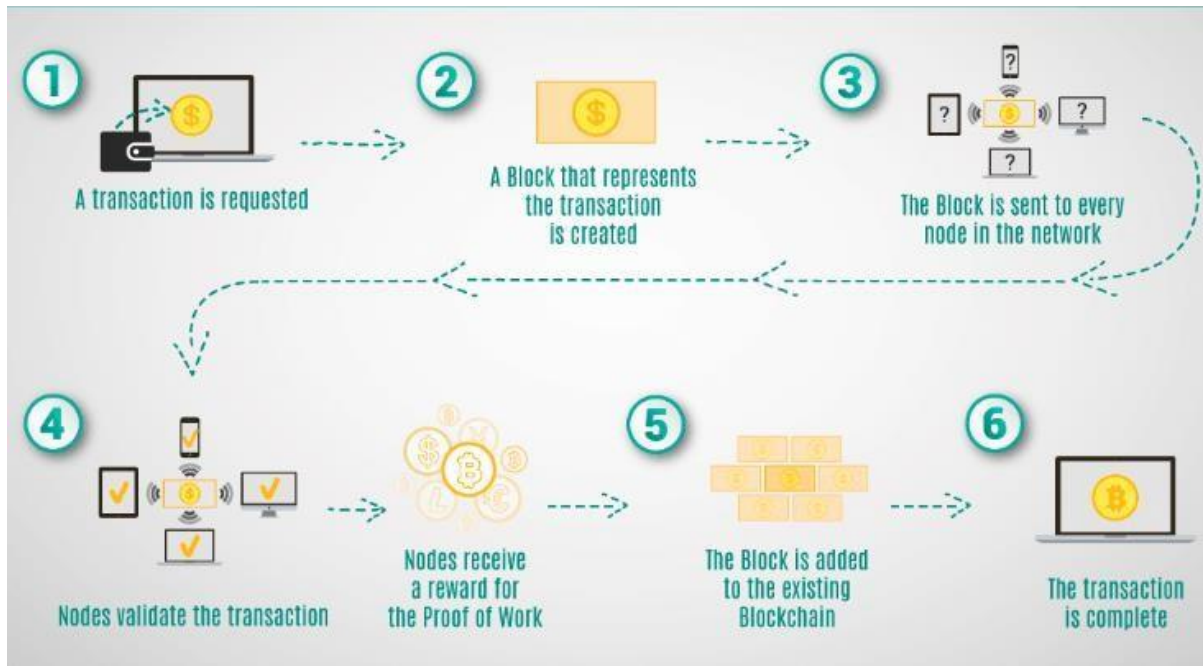 1
A transaction is requested
2
A Block that represents
the transaction
is created
3
The Block is sent to every
node in the network
4
Nodes validate the transaction
Nodes receive
a reward for
the Proof of Work
5
The Block is added
to the existing
Blockchain
6
The transaction
is complete